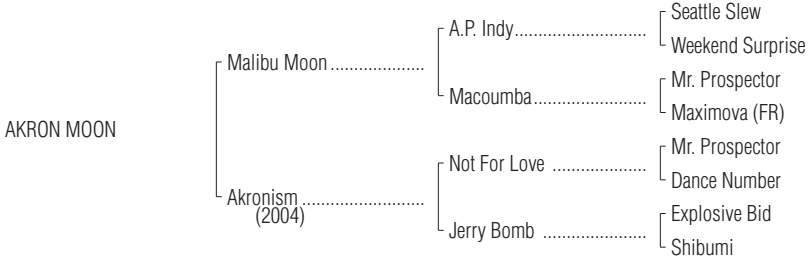 Seattle Slew
A.P. Indy..............................
Weekend Surprise
Malibu Moon .....................
Mr. Prospector
Macoumba..........................
Maximova (FR)
AKRON MOON
Mr. Prospector
Not For Love .....................
Dance Number
Akronism ...........................
(2004)
Explosive Bid
Jerry Bomb .......................
Shibumi